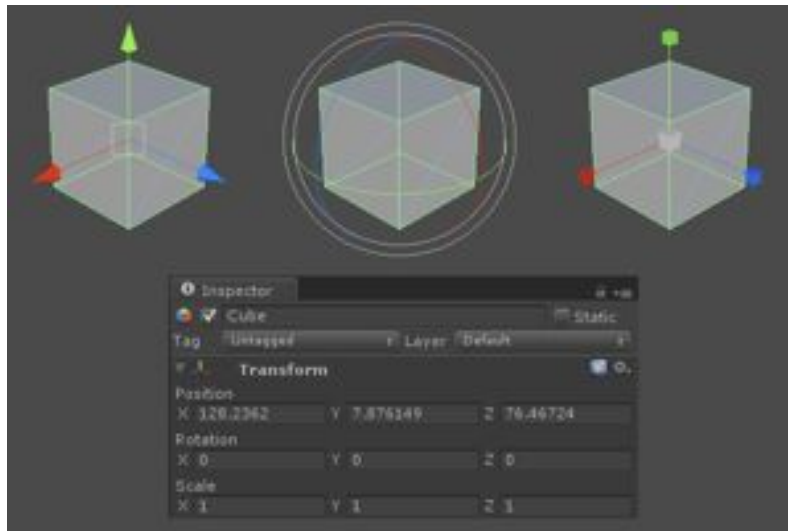 Inspector
Cube Static
Tag Untagged Layer Default
Transform
Position
X 128.2362 Y 7.876149 Z 76.46724
Rotation
X 0 Y 0 Z 0
Scale
X 1 Y 1 Z 1